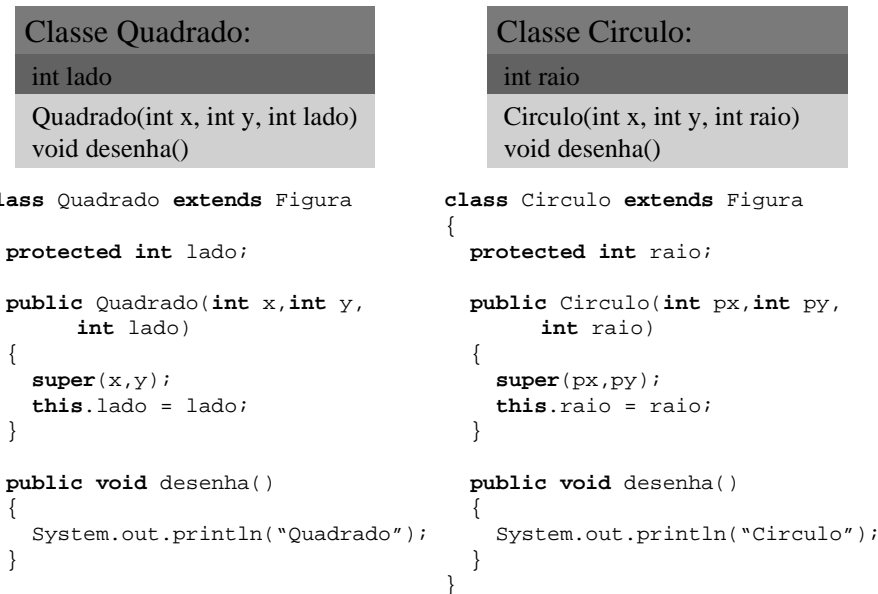 Classe Quadrado:
int lado
Quadrado(int x, int y, int lado)
void desenha()
lass Quadrado extends Figura
protected int lado;
public Quadrado(int x,int y,
int lado)
{
super(x,y);
this.lado = lado;
}
public void desenha()
{
System.out.println(“Quadrado”);
}
Classe Circulo:
int raio
Circulo(int x, int y, int raio)
void desenha()
class Circulo extends Figura
{
protected int raio;
public Circulo(int px,int py,
int raio)
{
super(px,py);
this.raio = raio;
}
public void desenha()
{
System.out.println(“Circulo”);
}
}